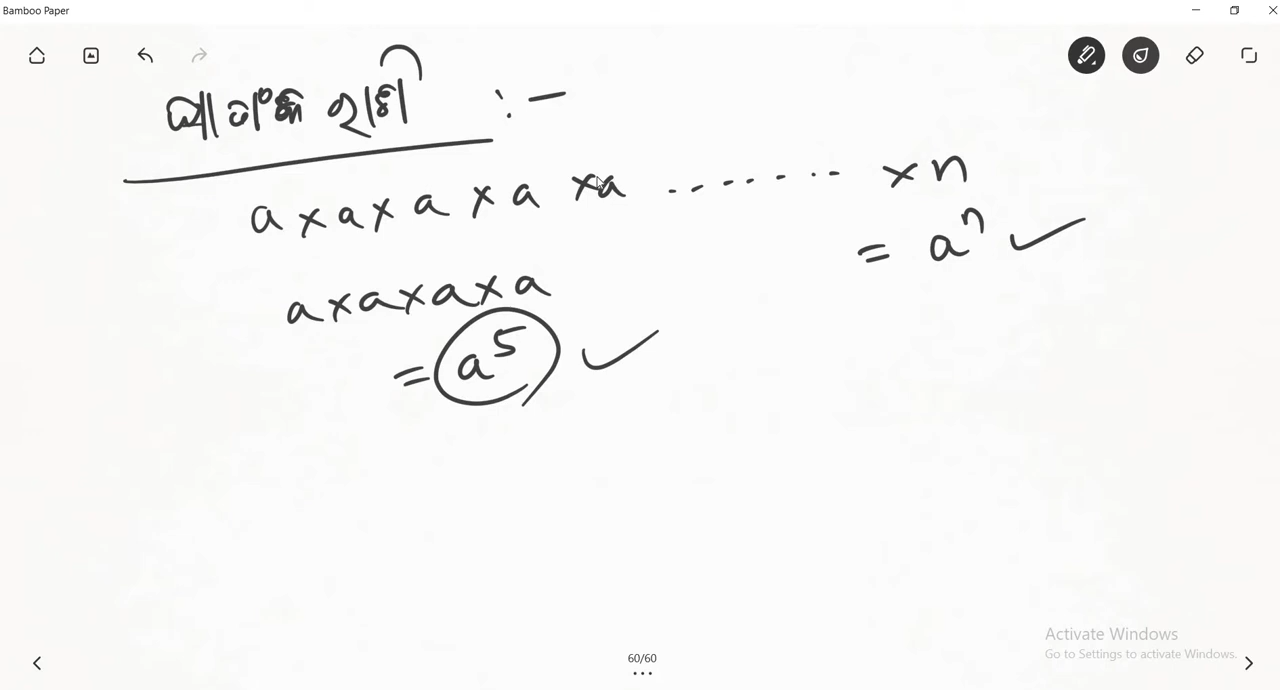 Bamboo Paper
:-
a x a x a x a x a ........ x n
= aⁿ ✓
a x a x a x a
= a⁵ ✓
Activate Windows
Go to Settings to activate Windows.
60/60